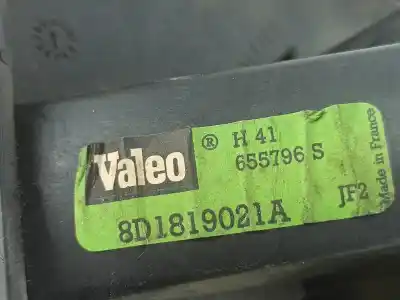 Valeo ® H 41
655796 S
8D1819021A JF2
Made in France